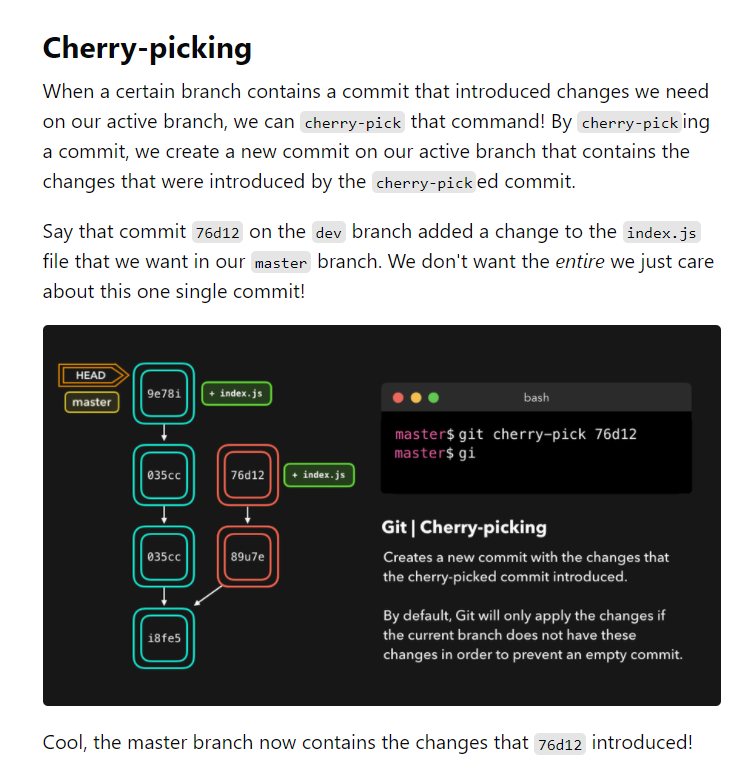 Cherry-picking
When a certain branch contains a commit that introduced changes we need
on our active branch, we can cherry-pick that command! By cherry-picking
a commit, we create a new commit on our active branch that contains the
changes that were introduced by the cherry-picked commit.
Say that commit 76d12 on the dev branch added a change to the index.js
file that we want in our master branch. We don't want the entire we just care
about this one single commit!
HEAD
master
9e78i
+ index.js
035cc
76d12
+ index.js
035cc
89u7e
i8fe5
bash
master$ git cherry-pick 76d12
master$ gi
Git | Cherry-picking
Creates a new commit with the changes that
the cherry-picked commit introduced.
By default, Git will only apply the changes if
the current branch does not have these
changes in order to prevent an empty commit.
Cool, the master branch now contains the changes that 76d12 introduced!